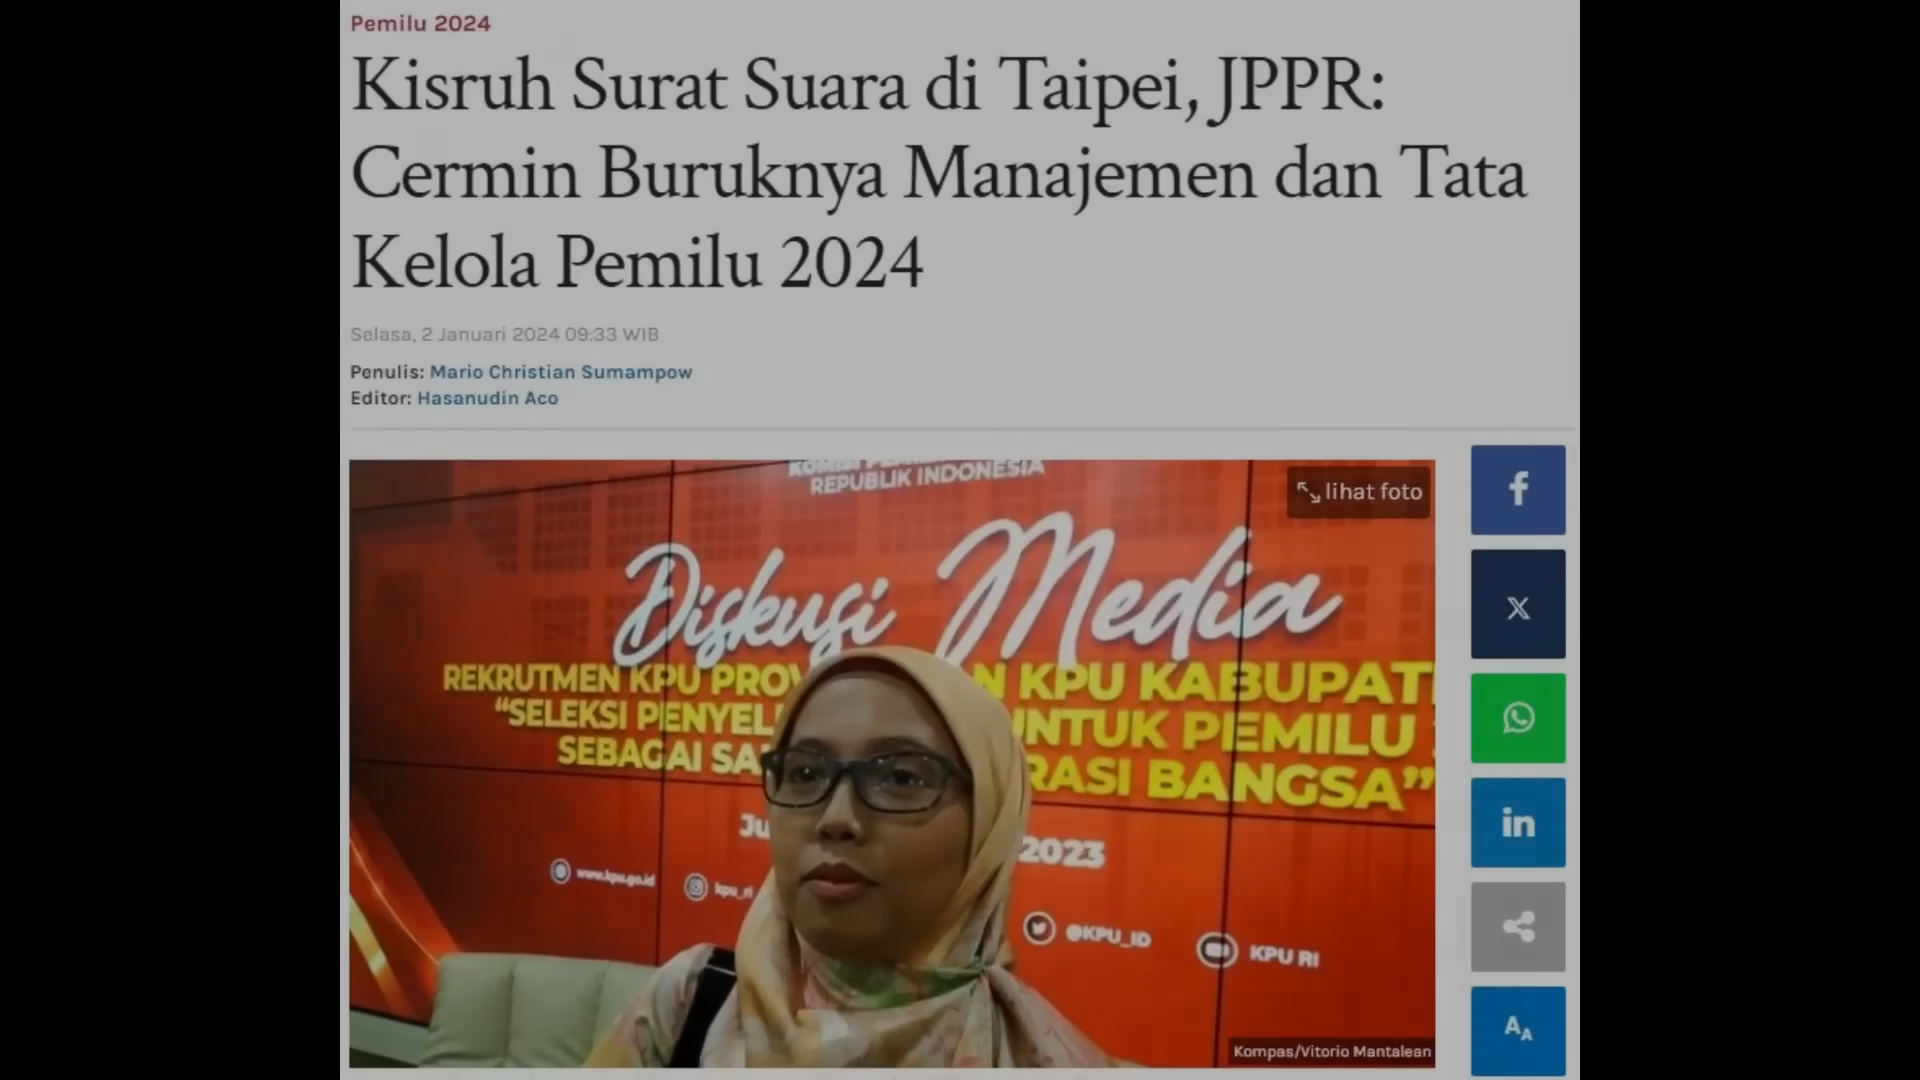 Pemilu 2024
Kisruh Surat Suara di Taipei, JPPR:
Cermin Buruknya Manajemen dan Tata
Kelola Pemilu 2024
Selasa, 2 Januari 2024 09:33 WIB
Penulis: Mario Christian Sumampow
Editor: Hasanudin Aco
REPUBLIK INDONESIA
lihat foto
Diskusi Media
REKRUTMEN KPU PROV N KPU KABUPAT
“SELEKSI PENYEL UNTUK PEMILU
SEBAGAI SA RASI BANGSA”
Ju 2023
www.kpu.go.id
kpu_ri
@KPU_ID
KPU RI
Kompas/Vitorio Mantalean